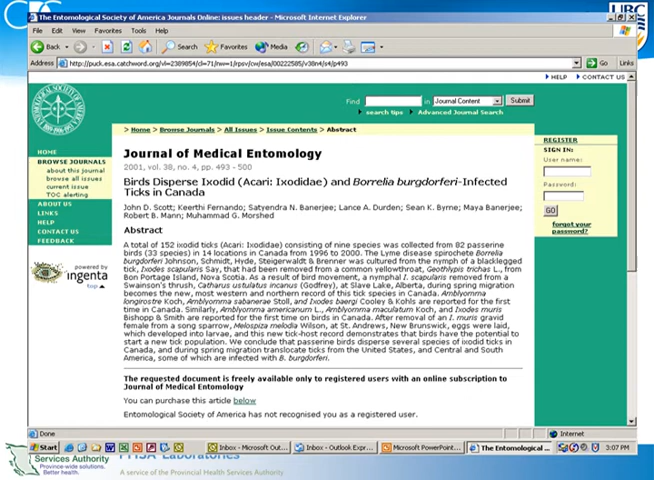 The Entomological Society of America Journals Online: issues header - Microsoft Internet Explorer
UBC
File Edit View Favorites Tools Help
Back Search Favorites Media
Address http://puck.esa.catchword.org/vl=2389854/cl=71/nw=1/rpsv/cw/esa/00222585/v38n4/s4/p493 Go Links
HELP CONTACT US
Find in Journal Content Submit
search tips Advanced Journal Search
> Home > Browse Journals > All Issues > Issue Contents > Abstract
HOME
BROWSE JOURNALS
about this journal
browse all issues
current issue
TOC alerting
ABOUT US
LINKS
HELP
CONTACT US
FEEDBACK
powered by
ingenta
top
Journal of Medical Entomology
2001, vol. 38, no. 4, pp. 493 - 500
Birds Disperse Ixodid (Acari: Ixodidae) and Borrelia burgdorferi-Infected
Ticks in Canada
John D. Scott; Keerthi Fernando; Satyendra N. Banerjee; Lance A. Durden; Sean K. Byrne; Maya Banerjee;
Robert B. Mann; Muhammad G. Morshed
Abstract
A total of 152 ixodid ticks (Acari: Ixodidae) consisting of nine species was collected from 82 passerine
birds (33 species) in 14 locations in Canada from 1996 to 2000. The Lyme disease spirochete Borrelia
burgdorferi Johnson, Schmidt, Hyde, Steigerwaldt & Brenner was cultured from the nymph of a blacklegged
tick, Ixodes scapularis Say, that had been removed from a common yellowthroat, Geothlypis trichas L., from
Bon Portage Island, Nova Scotia. As a result of bird movement, a nymphal I. scapularis removed from a
Swainson's thrush, Catharus ustulatus incanus (Godfrey), at Slave Lake, Alberta, during spring migration
becomes the new, most western and northern record of this tick species in Canada. Amblyomma
longirostre Koch, Amblyomma sabanerae Stoll, and Ixodes baergi Cooley & Kohls are reported for the first
time in Canada. Similarly, Amblyomma americanum L., Amblyomma maculatum Koch, and Ixodes muris
Bishopp & Smith are reported for the first time on birds in Canada. After removal of an I. muris gravid
female from a song sparrow, Melospiza melodia Wilson, at St. Andrews, New Brunswick, eggs were laid,
which developed into larvae, and this new tick-host record demonstrates that birds have the potential to
start a new tick population. We conclude that passerine birds disperse several species of ixodid ticks in
Canada, and during spring migration translocate ticks from the United States, and Central and South
America, some of which are infected with B. burgdorferi.
The requested document is freely available only to registered users with an online subscription to
Journal of Medical Entomology
You can purchase this article below
Entomological Society of America has not recognised you as a registered user.
REGISTER
SIGN IN:
User name:
Password:
GO
forgot your
password?
Done Internet
Start Inbox - Microsoft Out... Inbox - Outlook Expr... Microsoft PowerPoint... The Entomological ... 3:07 PM
Services Authority
Province-wide solutions.
Better health.
Laboratories
A service of the Provincial Health Services Authority